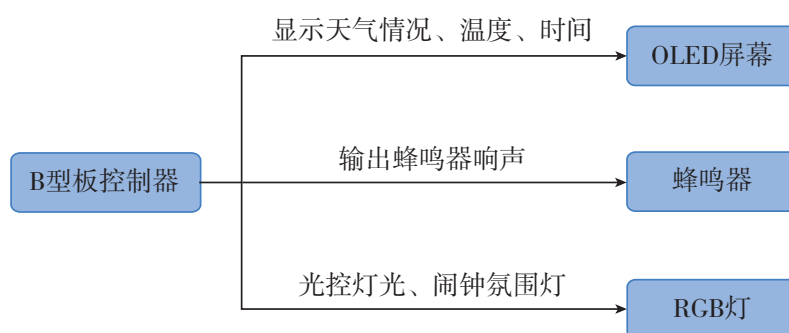 显示天气情况、温度、时间
OLED屏幕
输出蜂鸣器响声
B型板控制器
蜂鸣器
光控灯光、闹钟氛围灯
RGB灯